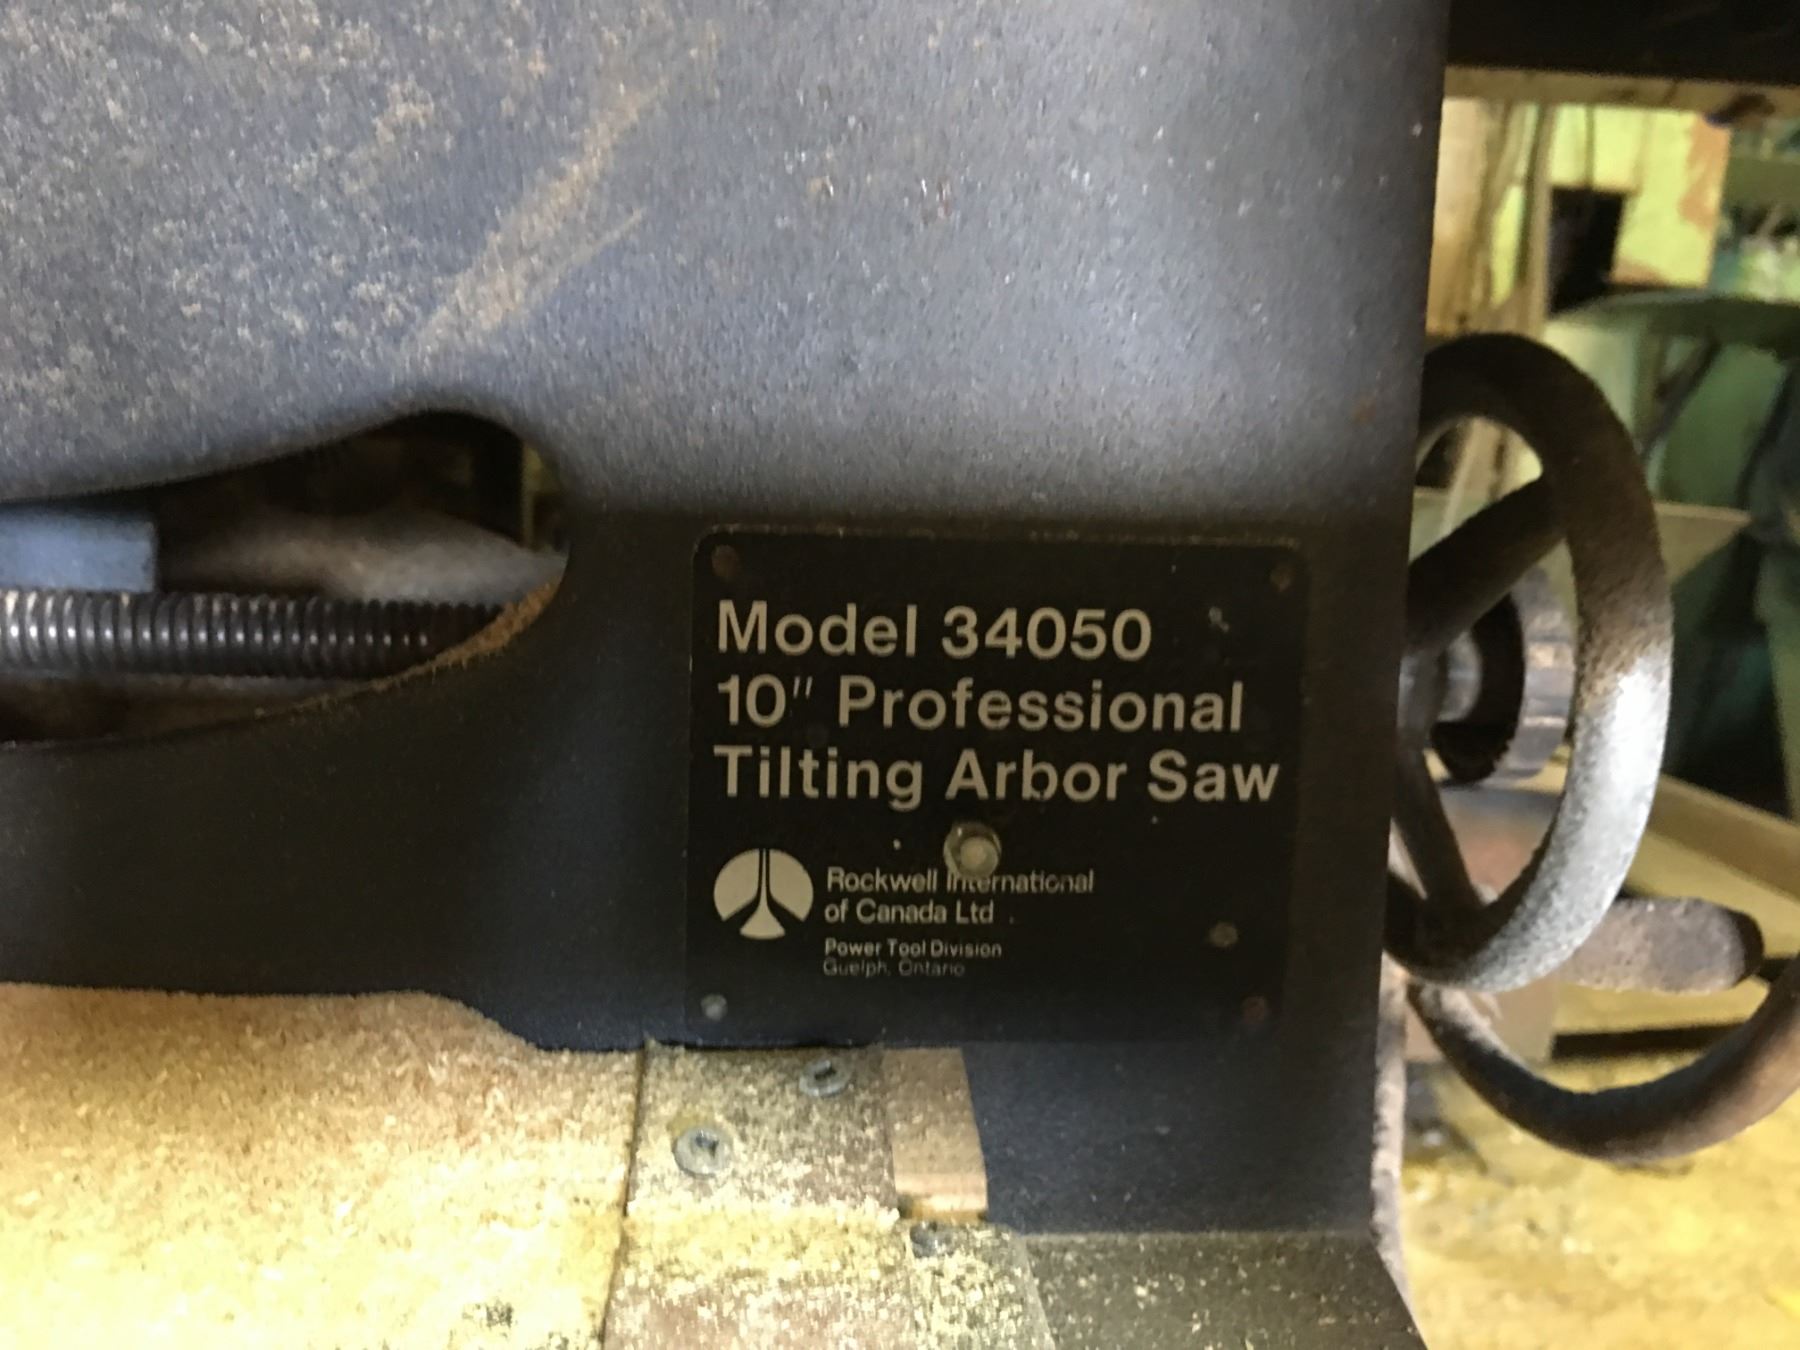 Model 34050
10" Professional
Tilting Arbor Saw
Rockwell International
of Canada Ltd
Power Tool Division
Guelph, Ontario